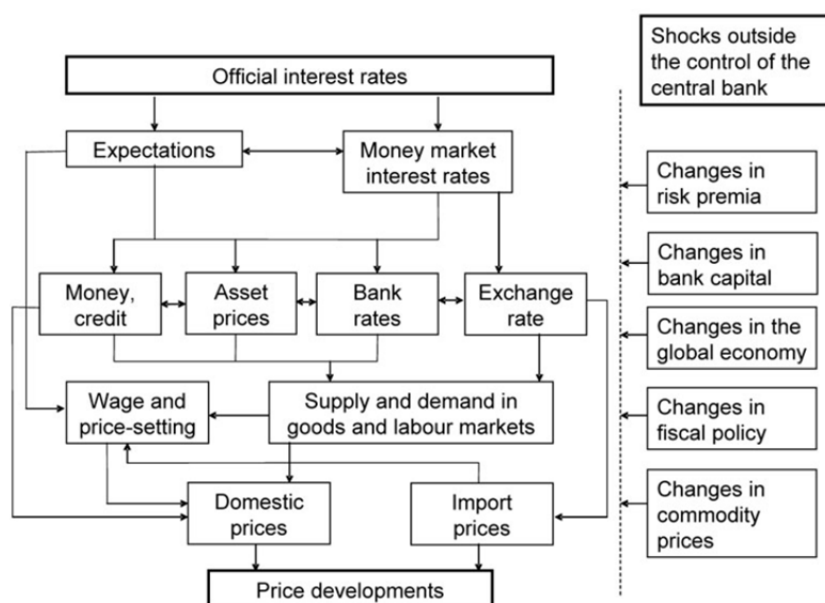 Shocks outside
the control of the
central bank
Official interest rates
Expectations
Money market
interest rates
Changes in
risk premia
Changes in
bank capital
Money,
credit
Asset
prices
Bank
rates
Exchange
rate
Changes in the
global economy
Wage and
price-setting
Supply and demand in
goods and labour markets
Changes in
fiscal policy
Domestic
prices
Import
prices
Changes in
commodity
prices
Price developments